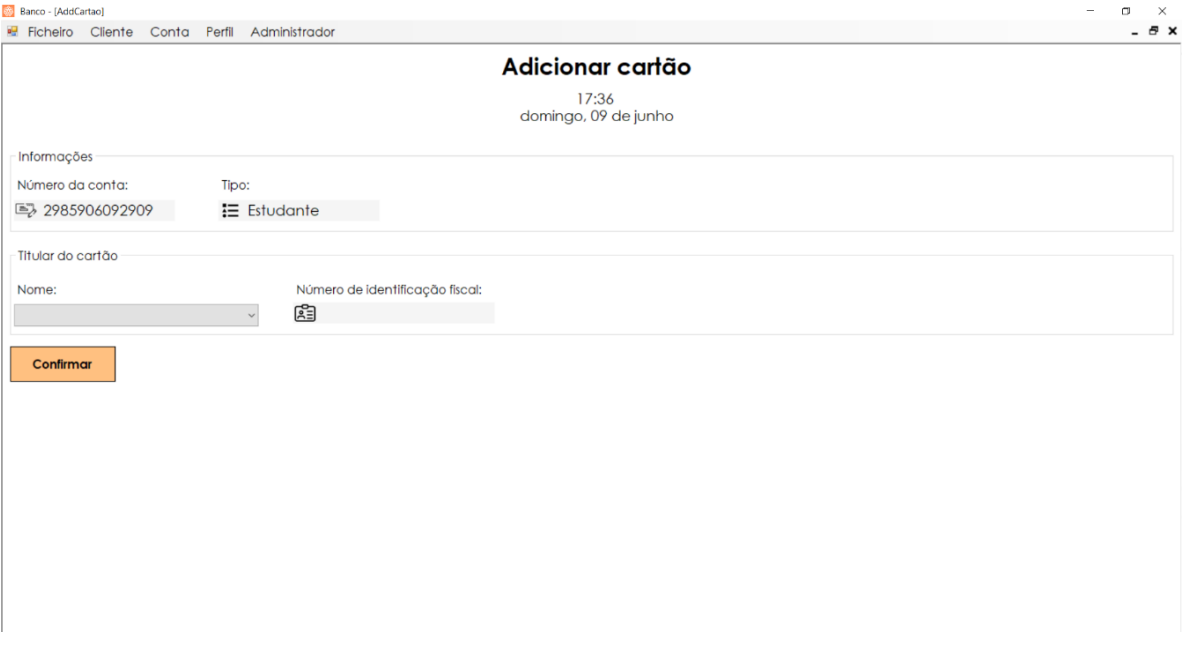 Banco - [AddCartao]
Ficheiro Cliente Conta Perfil Administrador
Adicionar cartão
17:36
domingo, 09 de junho
Informações
Número da conta: Tipo:
2985906092909 Estudante
Titular do cartão
Nome: Número de identificação fiscal:
Confirmar